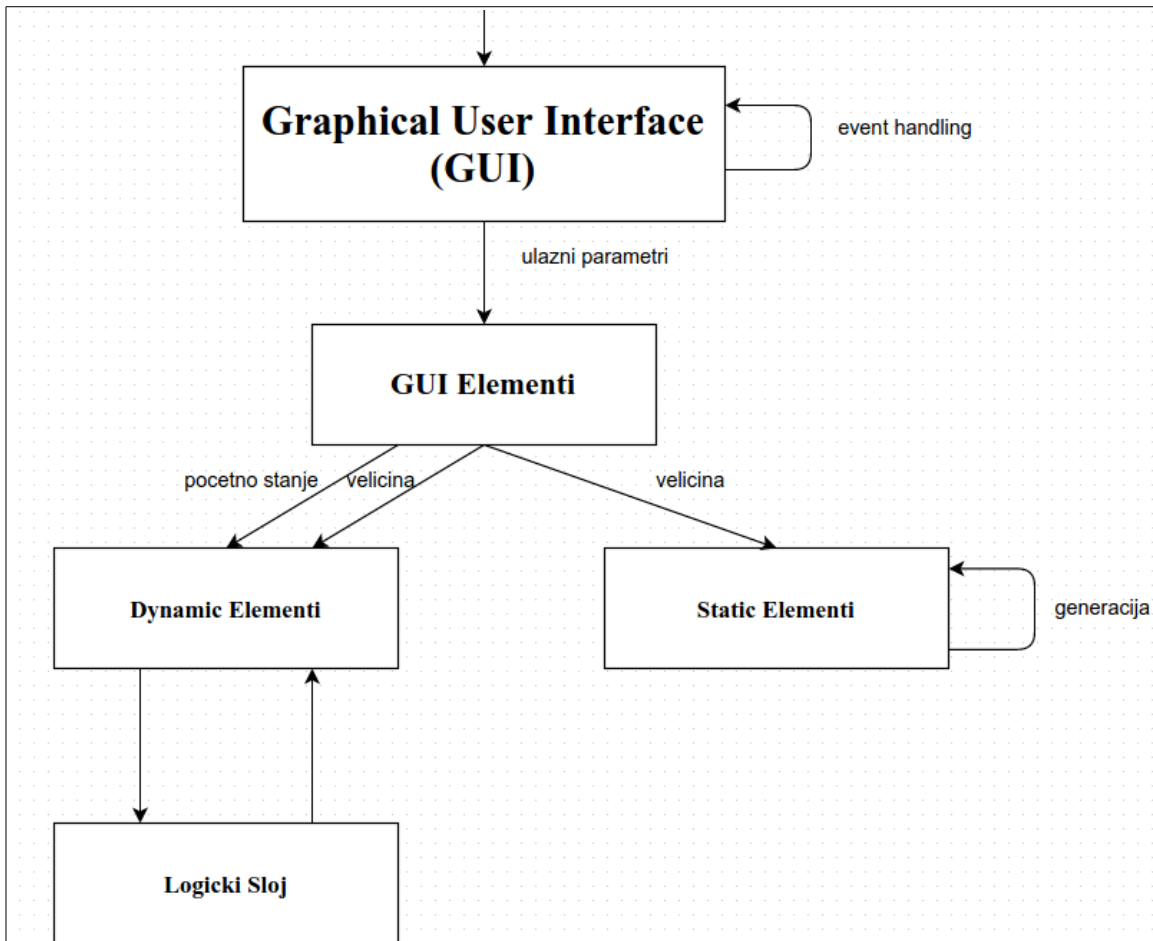 Graphical User Interface
(GUI)
event handling
ulazni parametri
GUI Elementi
pocetno stanje
velicina
velicina
Dynamic Elementi
Static Elementi
generacija
Logicki Sloj